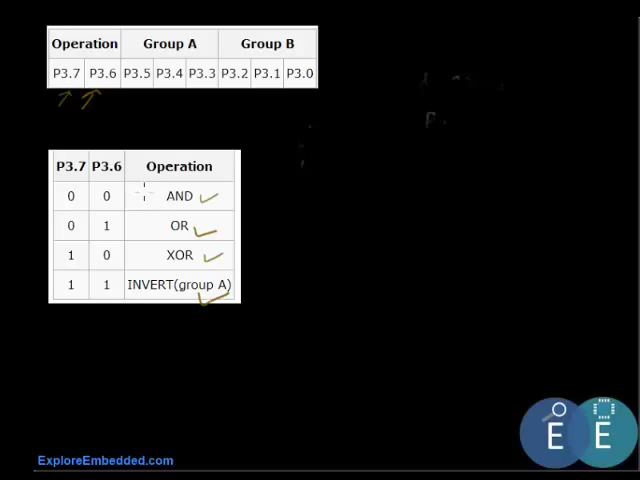 Operation Group A Group B
P3.7 P3.6 P3.5 P3.4 P3.3 P3.2 P3.1 P3.0
P3.7 P3.6 Operation
0 0 AND
0 1 OR
1 0 XOR
1 1 INVERT(group A)
E E
ExploreEmbedded.com